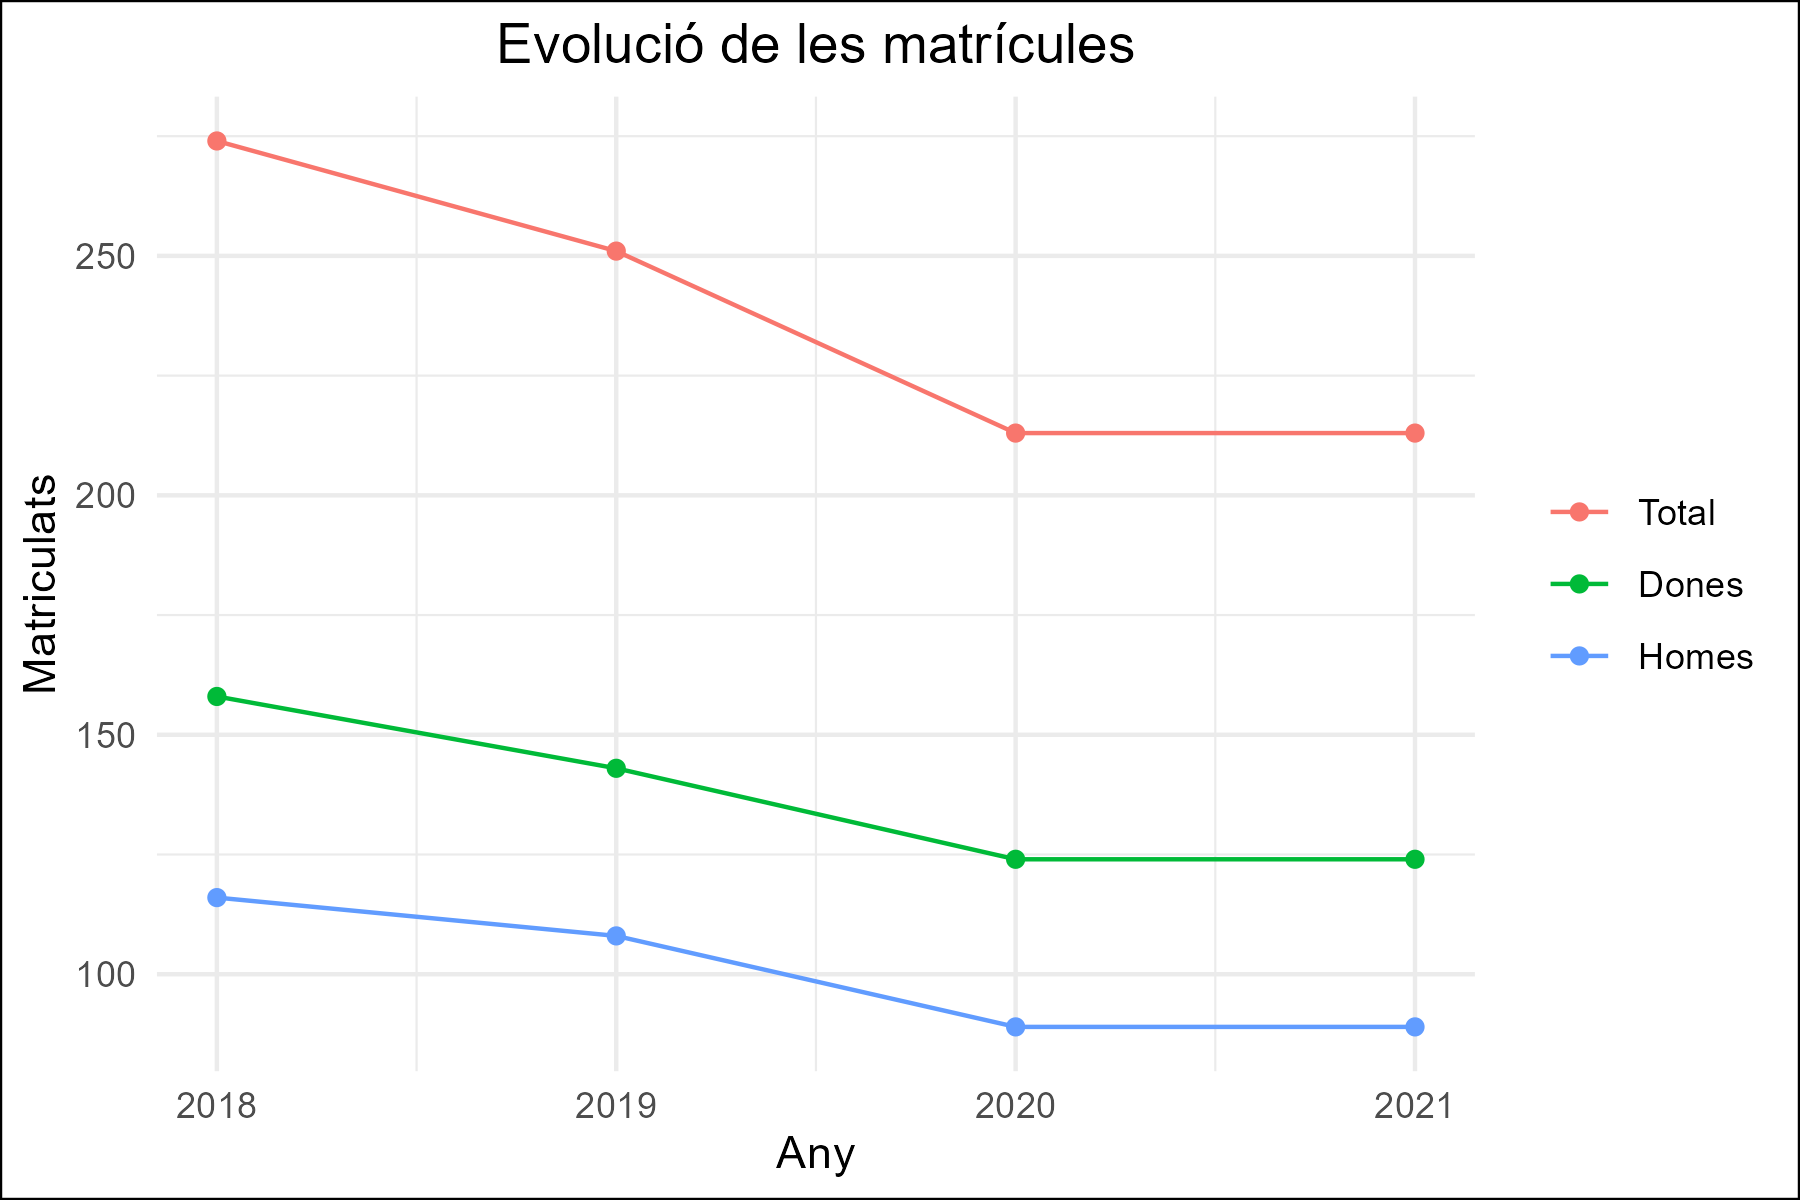 Evolució de les matrícules
Matriculats
250
200
150
100
2018
2019
2020
2021
Any
Total
Dones
Homes